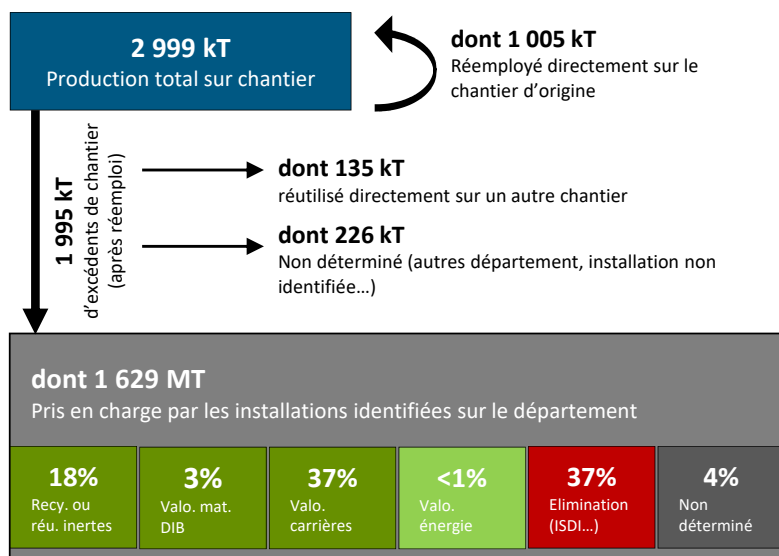 2 999 kT
Production total sur chantier
dont 1 005 kT
Réemployé directement sur le
chantier d'origine
1 995 kT
d'excédents de chantier
(après réemploi)
dont 135 kT
réutilisé directement sur un autre chantier
dont 226 kT
Non déterminé (autres département, installation non
identifiée…)
dont 1 629 MT
Pris en charge par les installations identifiées sur le département
18%
Recy. ou
réu. inertes
3%
Valo. mat.
DIB
37%
Valo.
carrières
<1%
Valo.
énergie
37%
Elimination
(ISDI…)
4%
Non
déterminé